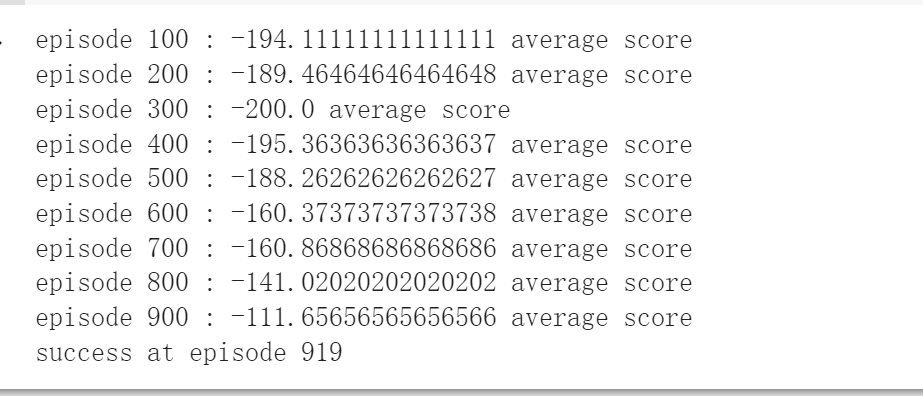 episode 100 : -194.11111111111111 average score
episode 200 : -189.46464646464648 average score
episode 300 : -200.0 average score
episode 400 : -195.36363636363637 average score
episode 500 : -188.26262626262627 average score
episode 600 : -160.37373737373738 average score
episode 700 : -160.86868686868686 average score
episode 800 : -141.02020202020202 average score
episode 900 : -111.65656565656566 average score
success at episode 919